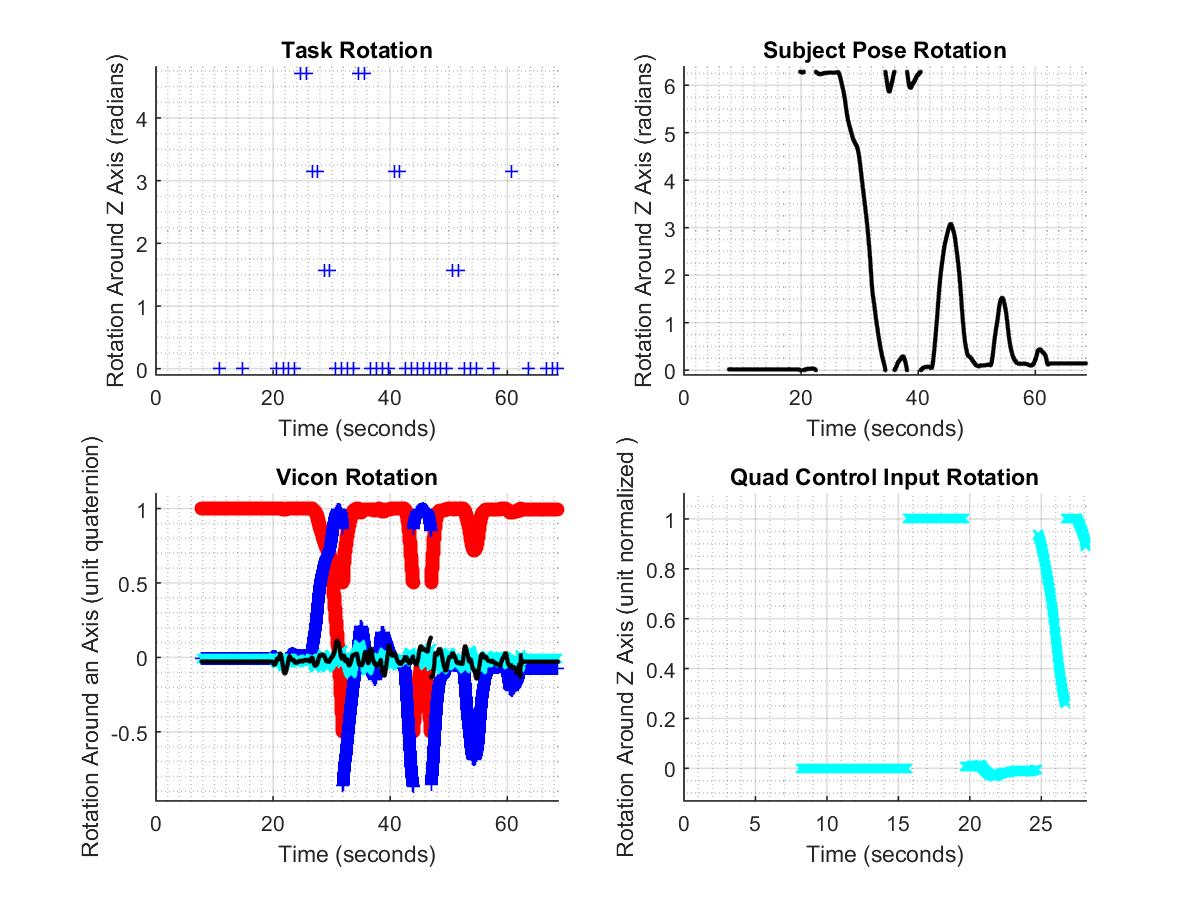 Task Rotation
Rotation Around Z Axis (radians)
4
3
2
1
0
0 20 40 60
Time (seconds)
Subject Pose Rotation
Rotation Around Z Axis (radians)
6
5
4
3
2
1
0
0 20 40 60
Time (seconds)
Vicon Rotation
Rotation Around an Axis (unit quaternion)
1
0.5
0
-0.5
0 20 40 60
Time (seconds)
Quad Control Input Rotation
Rotation Around Z Axis (unit normalized )
1
0.8
0.6
0.4
0.2
0
0 5 10 15 20 25
Time (seconds)